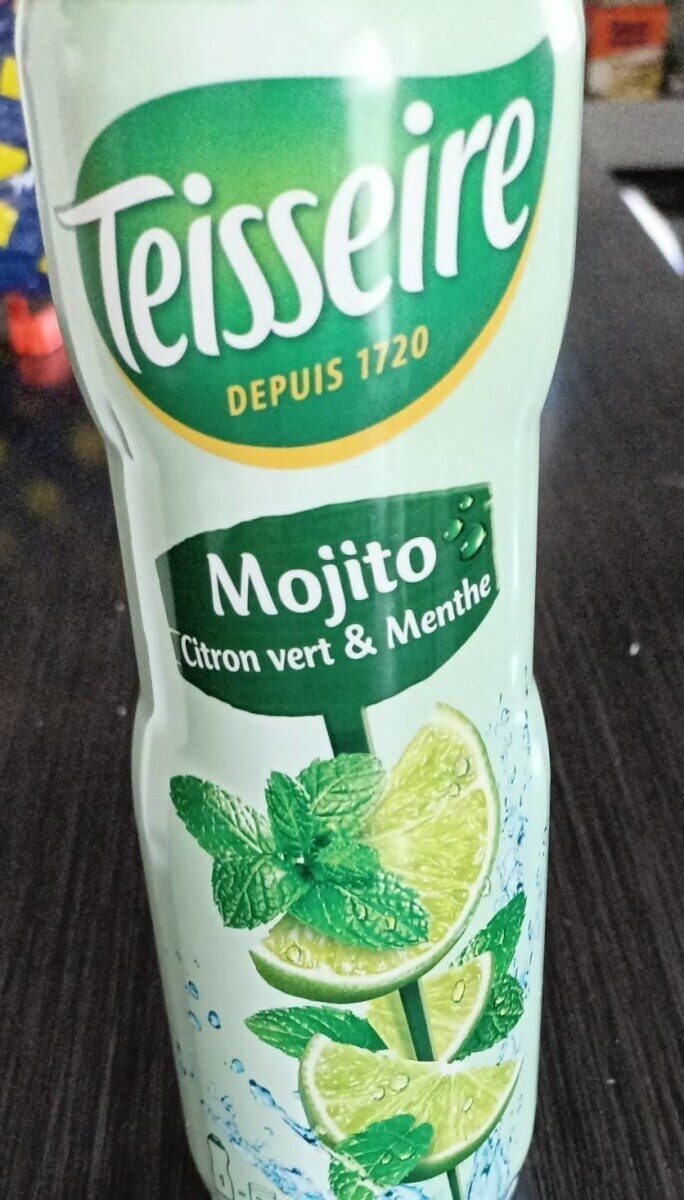 Teisseire
DEPUIS 1720
Mojito
Citron vert & Menthe